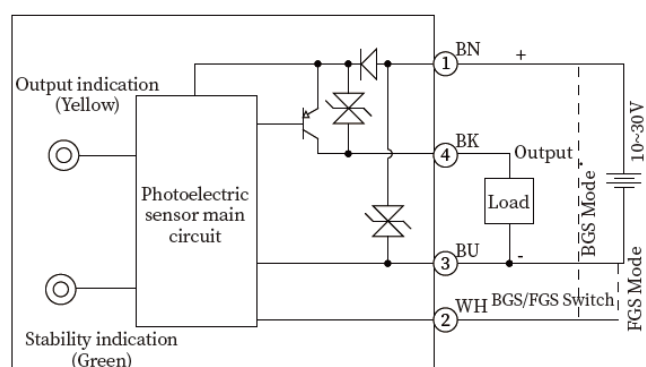 Output indication
(Yellow)
Photoelectric
sensor main
circuit
Stability indication
(Green)
1
BN
+
4
BK
Output
Load
3
BU
-
2
WH
BGS/FGS Switch
BGS Mode
10~30V
FGS Mode